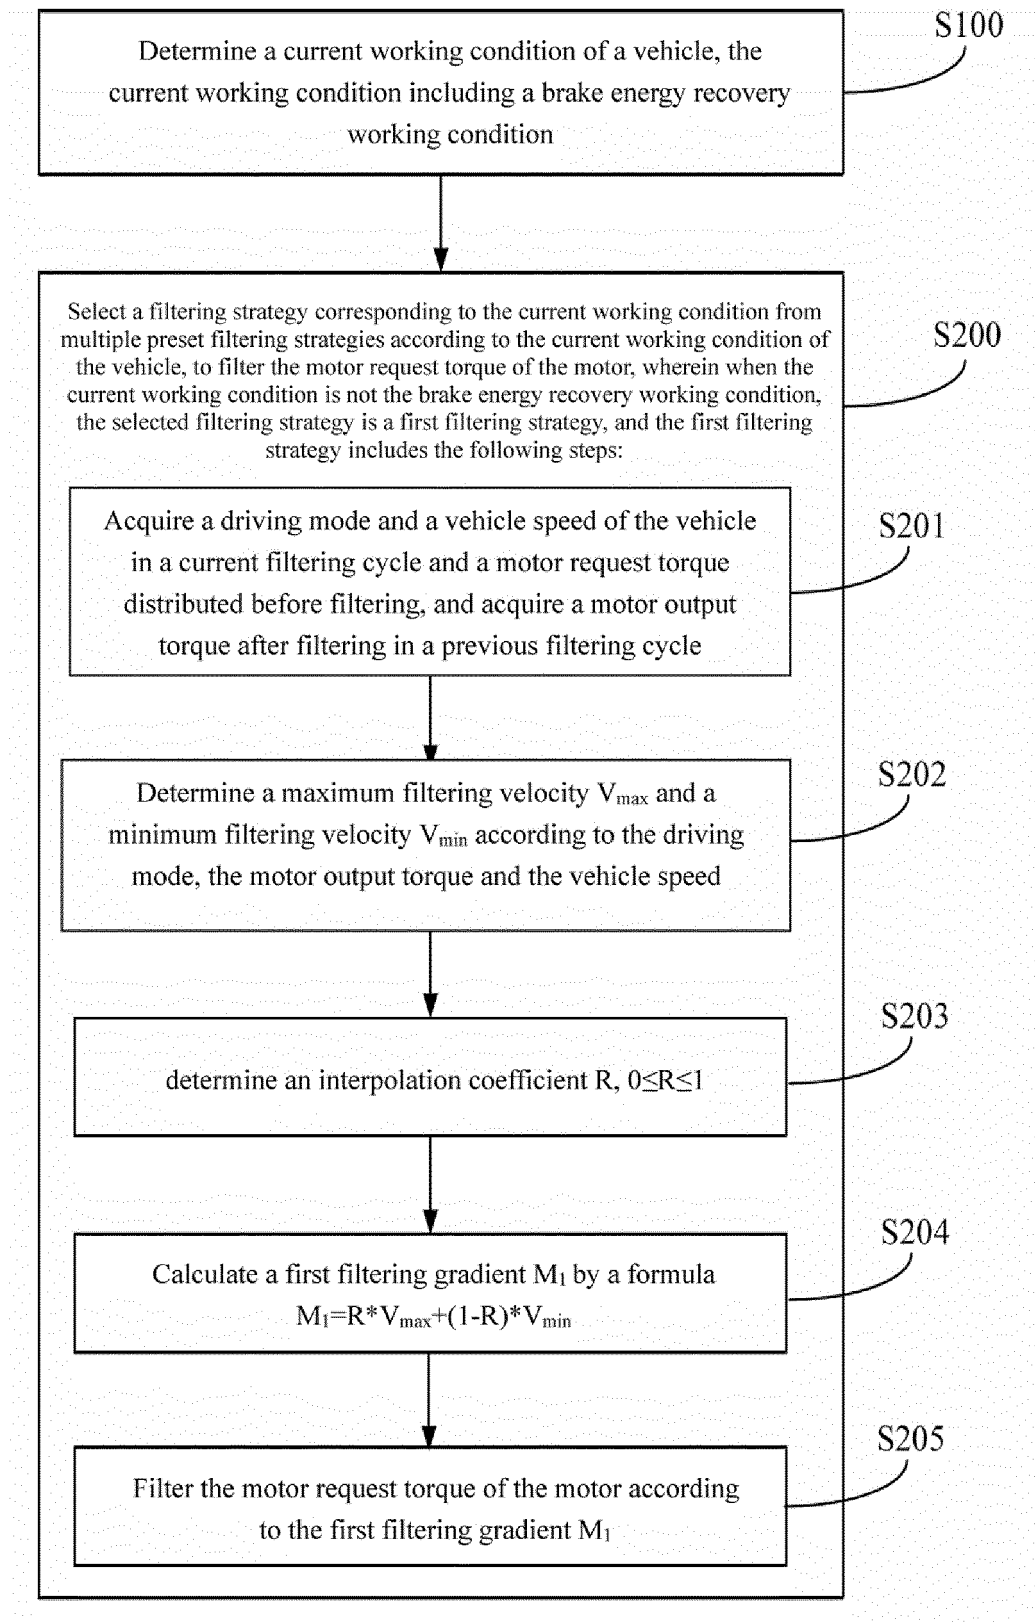 S100
Determine a current working condition of a vehicle, the
current working condition including a brake energy recovery
working condition
Select a filtering strategy corresponding to the current working condition from
multiple preset filtering strategies according to the current working condition of
the vehicle, to filter the motor request torque of the motor, wherein when the
current working condition is not the brake energy recovery working condition,
the selected filtering strategy is a first filtering strategy, and the first filtering
strategy includes the following steps:
S200
Acquire a driving mode and a vehicle speed of the vehicle
in a current filtering cycle and a motor request torque
distributed before filtering, and acquire a motor output
torque after filtering in a previous filtering cycle
S201
Determine a maximum filtering velocity Vmax and a
minimum filtering velocity Vmin according to the driving
mode, the motor output torque and the vehicle speed
S202
determine an interpolation coefficient R, 0≤R≤1
S203
Calculate a first filtering gradient M1 by a formula
M1=R*Vmax+(1-R)*Vmin
S204
Filter the motor request torque of the motor according
to the first filtering gradient M1
S205